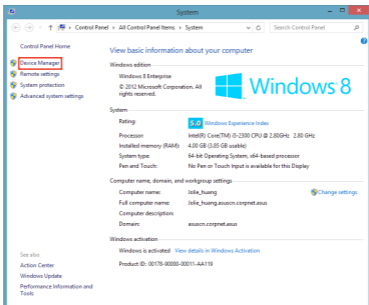 System
Control Panel
All Control Panel Items
System
Search Control Panel
Control Panel Home
Device Manager
Remote settings
System protection
Advanced system settings
View basic information about your computer
Windows edition
Windows 8 Enterprise
© 2012 Microsoft Corporation. All
rights reserved.
Windows 8
System
Rating: 5.0 Windows Experience Index
Processor: Intel(R) Core(TM) i5-2300 CPU @ 2.80GHz 2.80 GHz
Installed memory (RAM): 4.00 GB (3.85 GB usable)
System type: 64-bit Operating System, x64-based processor
Pen and Touch: No Pen or Touch Input is available for this Display
Computer name, domain, and workgroup settings
Computer name: Jolie_huang
Change settings
Full computer name: Jolie_huang.corpnet.asus
Computer description:
Domain: asuscn.corpnet.asus
Windows activation
Windows is activated View details in Windows Activation
Product ID: 00178-90000-00011-AA119
See also
Action Center
Windows Update
Performance Information and
Tools